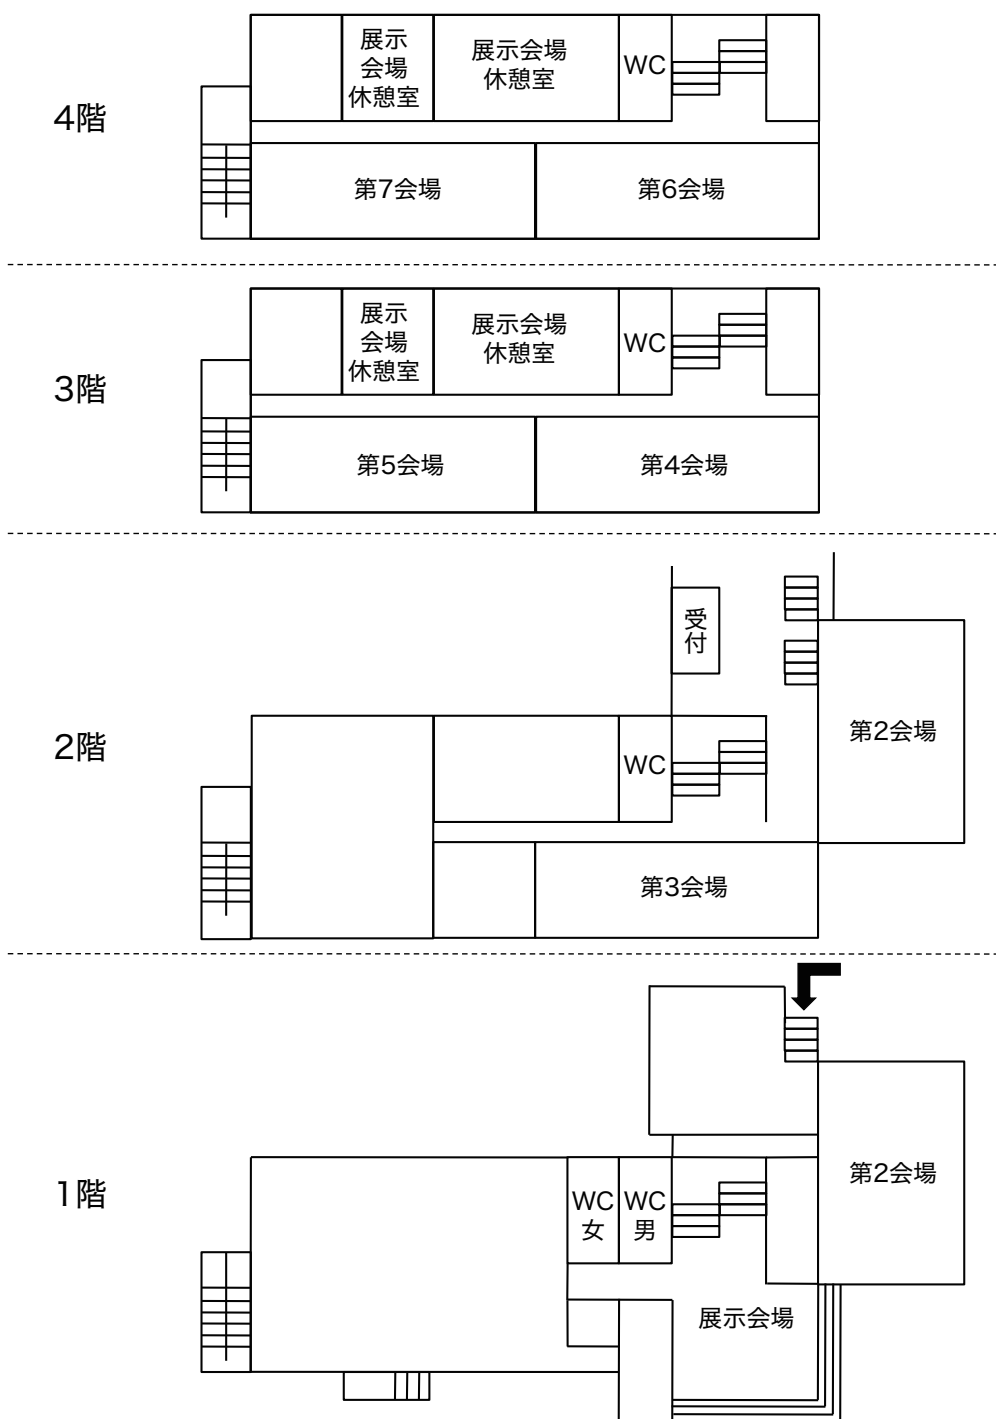 展示
会場
休憩室
展示会場
休憩室
WC
4階
第7会場
第6会場
展示
会場
休憩室
展示会場
休憩室
WC
3階
第5会場
第4会場
受
付
2階
WC
第2会場
第3会場
1階
WC
女
WC
男
第2会場
展示会場